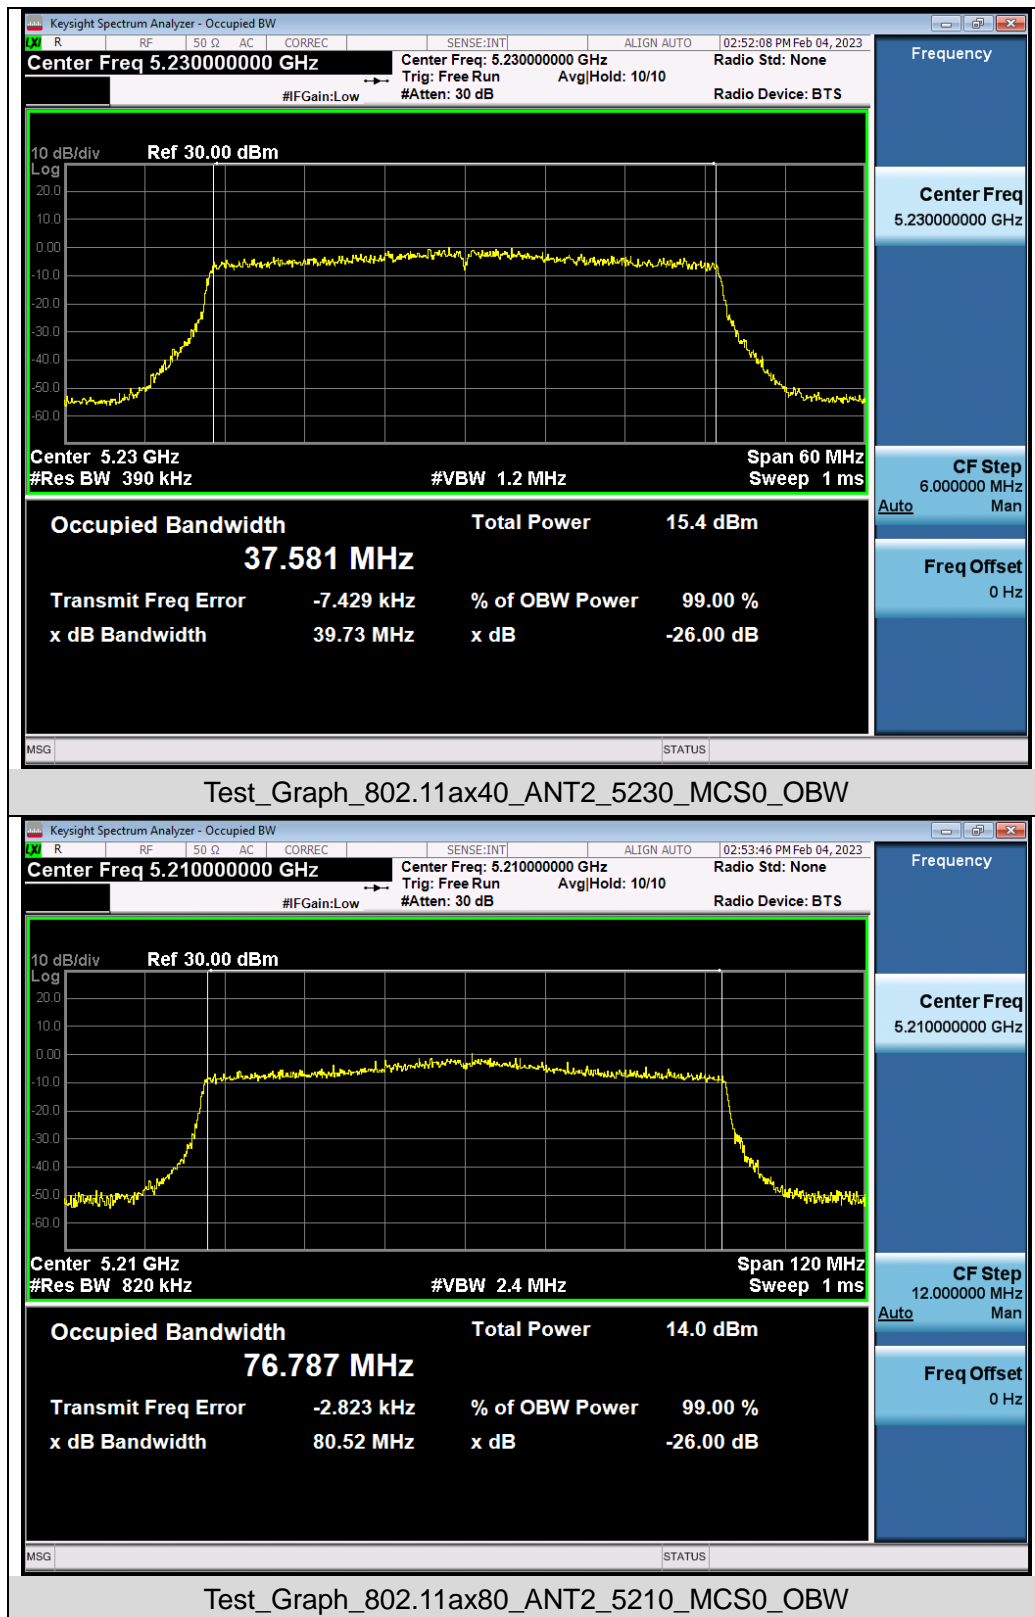 Keysight Spectrum Analyzer - Occupied BW
LXI R RF 50 Ω AC CORREC SENSE:INT ALIGN AUTO 02:52:08 PM Feb 04, 2023
Center Freq 5.230000000 GHz
Center Freq: 5.230000000 GHz Radio Std: None
Trig: Free Run Avg|Hold: 10/10
#IFGain:Low #Atten: 30 dB Radio Device: BTS
10 dB/div Ref 30.00 dBm
Log
20.0
10.0
0.00
-10.0
-20.0
-30.0
-40.0
-50.0
-60.0
Center 5.23 GHz Span 60 MHz
#Res BW 390 kHz #VBW 1.2 MHz Sweep 1 ms
Occupied Bandwidth Total Power 15.4 dBm
37.581 MHz
Transmit Freq Error -7.429 kHz % of OBW Power 99.00 %
x dB Bandwidth 39.73 MHz x dB -26.00 dB
MSG STATUS
Frequency
Center Freq
5.230000000 GHz
CF Step
6.000000 MHz
Auto Man
Freq Offset
0 Hz
Test_Graph_802.11ax40_ANT2_5230_MCS0_OBW
Keysight Spectrum Analyzer - Occupied BW
LXI R RF 50 Ω AC CORREC SENSE:INT ALIGN AUTO 02:53:46 PM Feb 04, 2023
Center Freq 5.210000000 GHz
Center Freq: 5.210000000 GHz Radio Std: None
Trig: Free Run Avg|Hold: 10/10
#IFGain:Low #Atten: 30 dB Radio Device: BTS
10 dB/div Ref 30.00 dBm
Log
20.0
10.0
0.00
-10.0
-20.0
-30.0
-40.0
-50.0
-60.0
Center 5.21 GHz Span 120 MHz
#Res BW 820 kHz #VBW 2.4 MHz Sweep 1 ms
Occupied Bandwidth Total Power 14.0 dBm
76.787 MHz
Transmit Freq Error -2.823 kHz % of OBW Power 99.00 %
x dB Bandwidth 80.52 MHz x dB -26.00 dB
MSG STATUS
Frequency
Center Freq
5.210000000 GHz
CF Step
12.000000 MHz
Auto Man
Freq Offset
0 Hz
Test_Graph_802.11ax80_ANT2_5210_MCS0_OBW